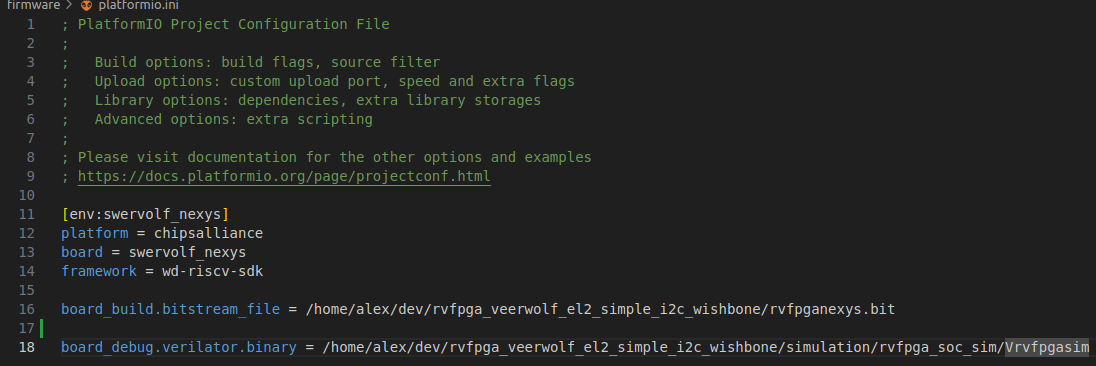 firmware > platformio.ini
1 ; PlatformIO Project Configuration File
2 ;
3 ;   Build options: build flags, source filter
4 ;   Upload options: custom upload port, speed and extra flags
5 ;   Library options: dependencies, extra library storages
6 ;   Advanced options: extra scripting
7 ;
8 ; Please visit documentation for the other options and examples
9 ; https://docs.platformio.org/page/projectconf.html
10
11 [env:swervolf_nexys]
12 platform = chipsalliance
13 board = swervolf_nexys
14 framework = wd-riscv-sdk
15
16 board_build.bitstream_file = /home/alex/dev/rvfpga_veerwolf_el2_simple_i2c_wishbone/rvfpganexys.bit
17
18 board_debug.verilator.binary = /home/alex/dev/rvfpga_veerwolf_el2_simple_i2c_wishbone/simulation/rvfpga_soc_sim/Vrvfpgasim